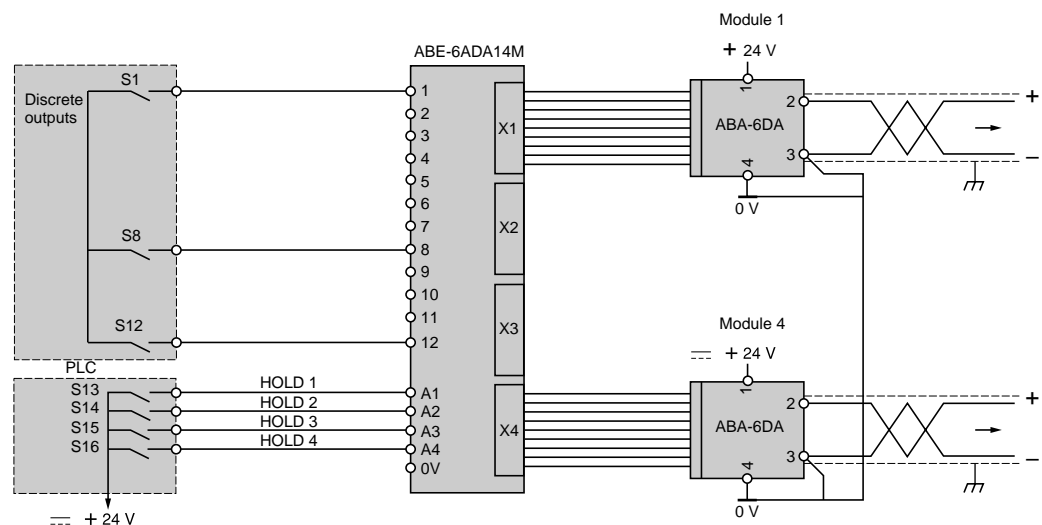 Module 1
+ 24 V
ABE-6ADA14M
Discrete
outputs
S1
S8
S12
1
2
3
4
5
6
7
8
9
10
11
12
A1
A2
A3
A4
0V
X1
X2
X3
X4
1
ABA-6DA
2
3
4
0 V
+
–
PLC
S13
S14
S15
S16
HOLD 1
HOLD 2
HOLD 3
HOLD 4
+ 24 V
Module 4
+ 24 V
1
ABA-6DA
2
3
4
0 V
+
–